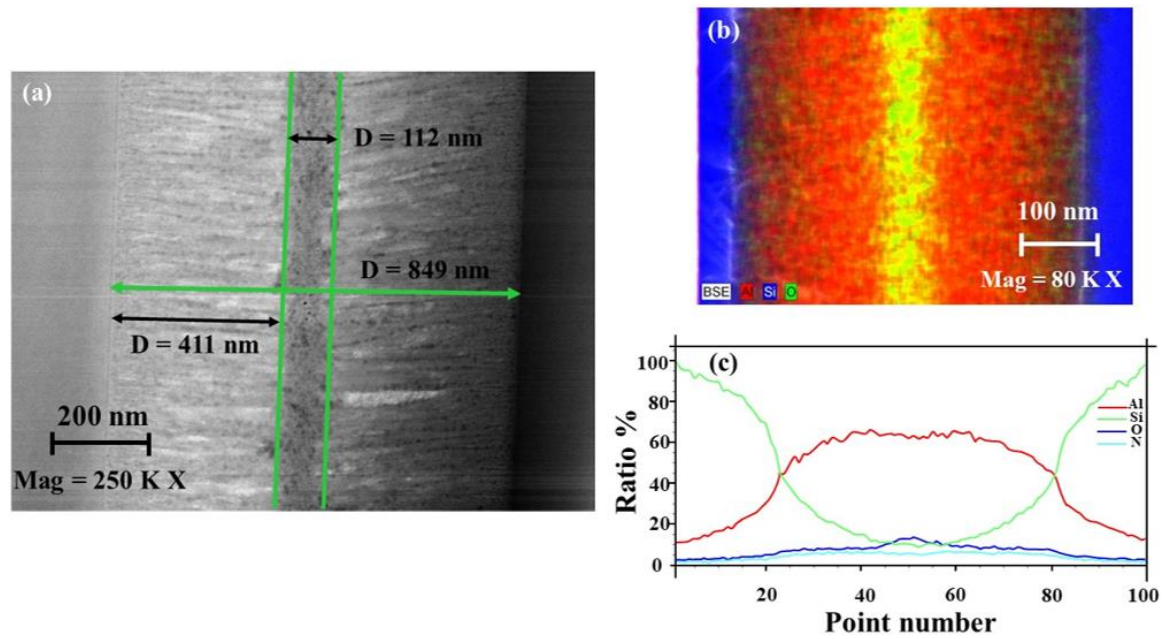 (a)
D = 112 nm
D = 849 nm
D = 411 nm
200 nm
Mag = 250 K X
(b)
100 nm
Mag = 80 K X
BSE Al Si O
(c)
Ratio %
100
80
60
40
20
0
Al
Si
O
N
20 40 60 80 100
Point number